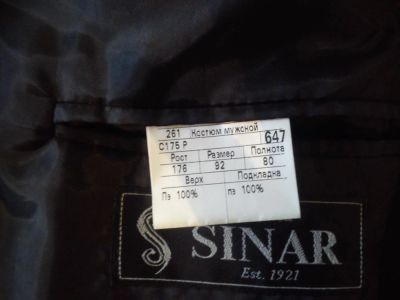 261 Костюм мужской 647
С175 Р
Рост Размер Полнота
176 92 80
Верх Подкладка
Пэ 100% пэ 100%
SINAR
Est. 1921